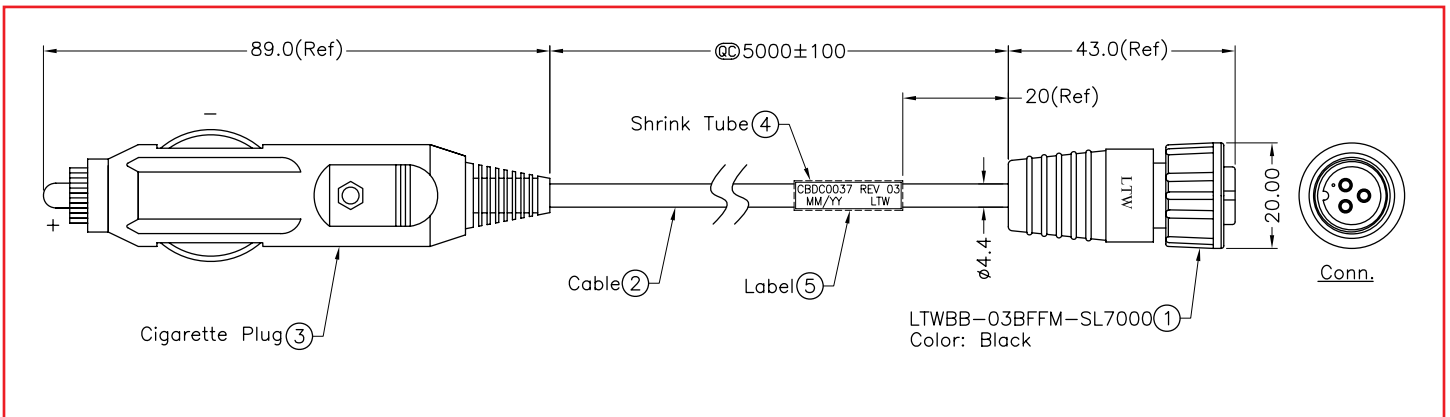 89.0(Ref)
QC 5000±100
43.0(Ref)
20(Ref)
Shrink Tube 4
CBDC0037 REV 03
MM/YY LTW
LTW
20.00
ø4.4
-
+
Cable 2
Label 5
Conn.
Cigarette Plug 3
LTWBB-03BFFM-SL7000 1
Color: Black